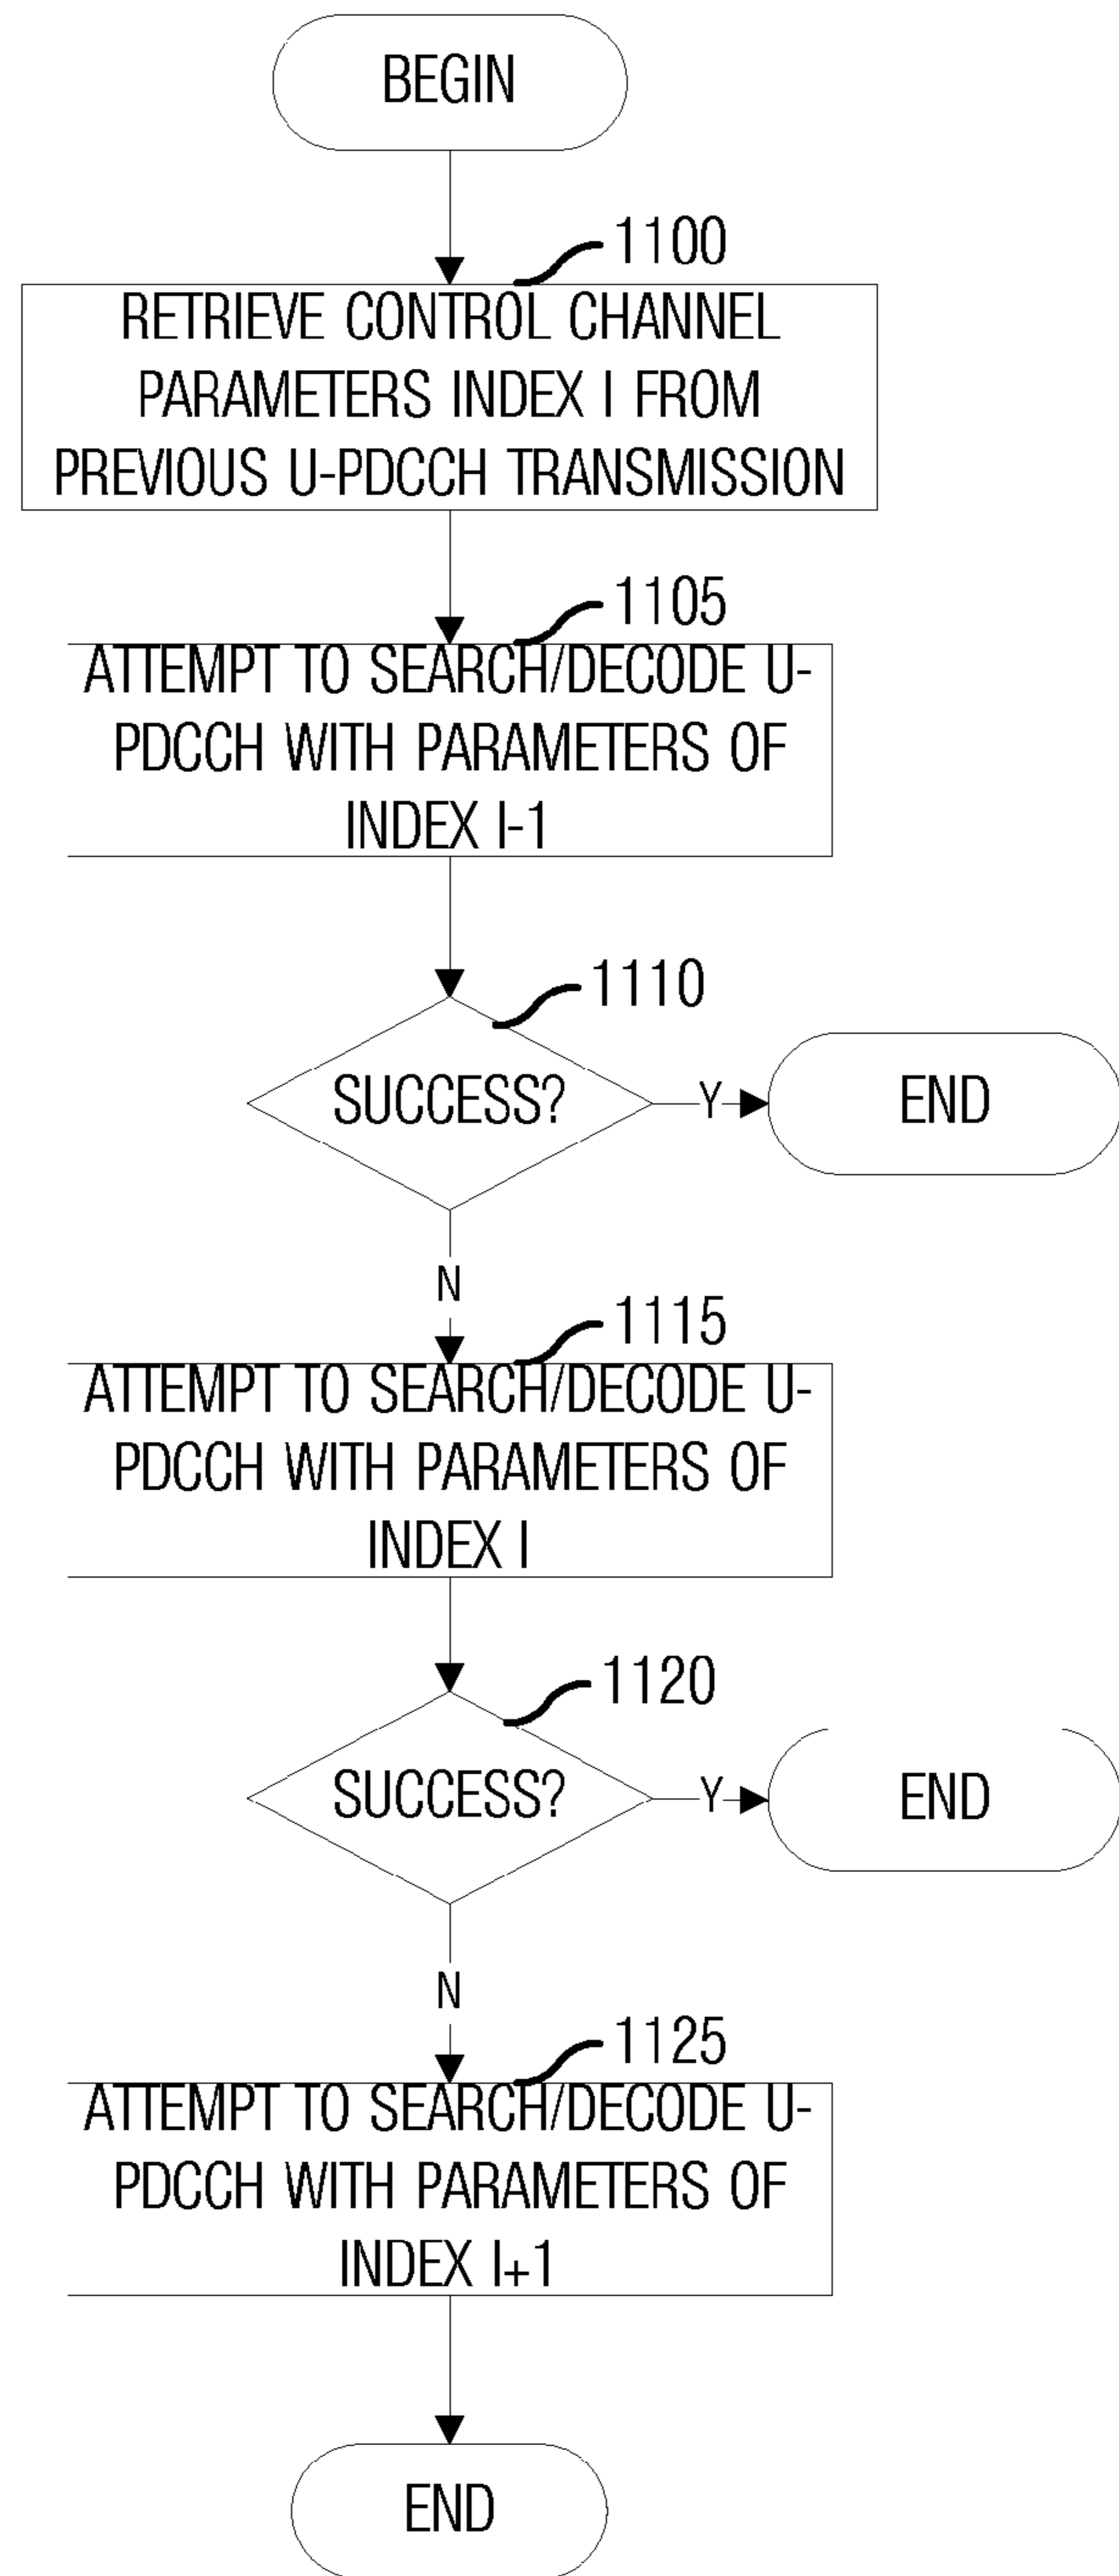 BEGIN
1100
RETRIEVE CONTROL CHANNEL
PARAMETERS INDEX I FROM
PREVIOUS U-PDCCH TRANSMISSION
1105
ATTEMPT TO SEARCH/DECODE U-
PDCCH WITH PARAMETERS OF
INDEX I-1
1110
SUCCESS?
Y
END
N
1115
ATTEMPT TO SEARCH/DECODE U-
PDCCH WITH PARAMETERS OF
INDEX I
1120
SUCCESS?
Y
END
N
1125
ATTEMPT TO SEARCH/DECODE U-
PDCCH WITH PARAMETERS OF
INDEX I+1
END